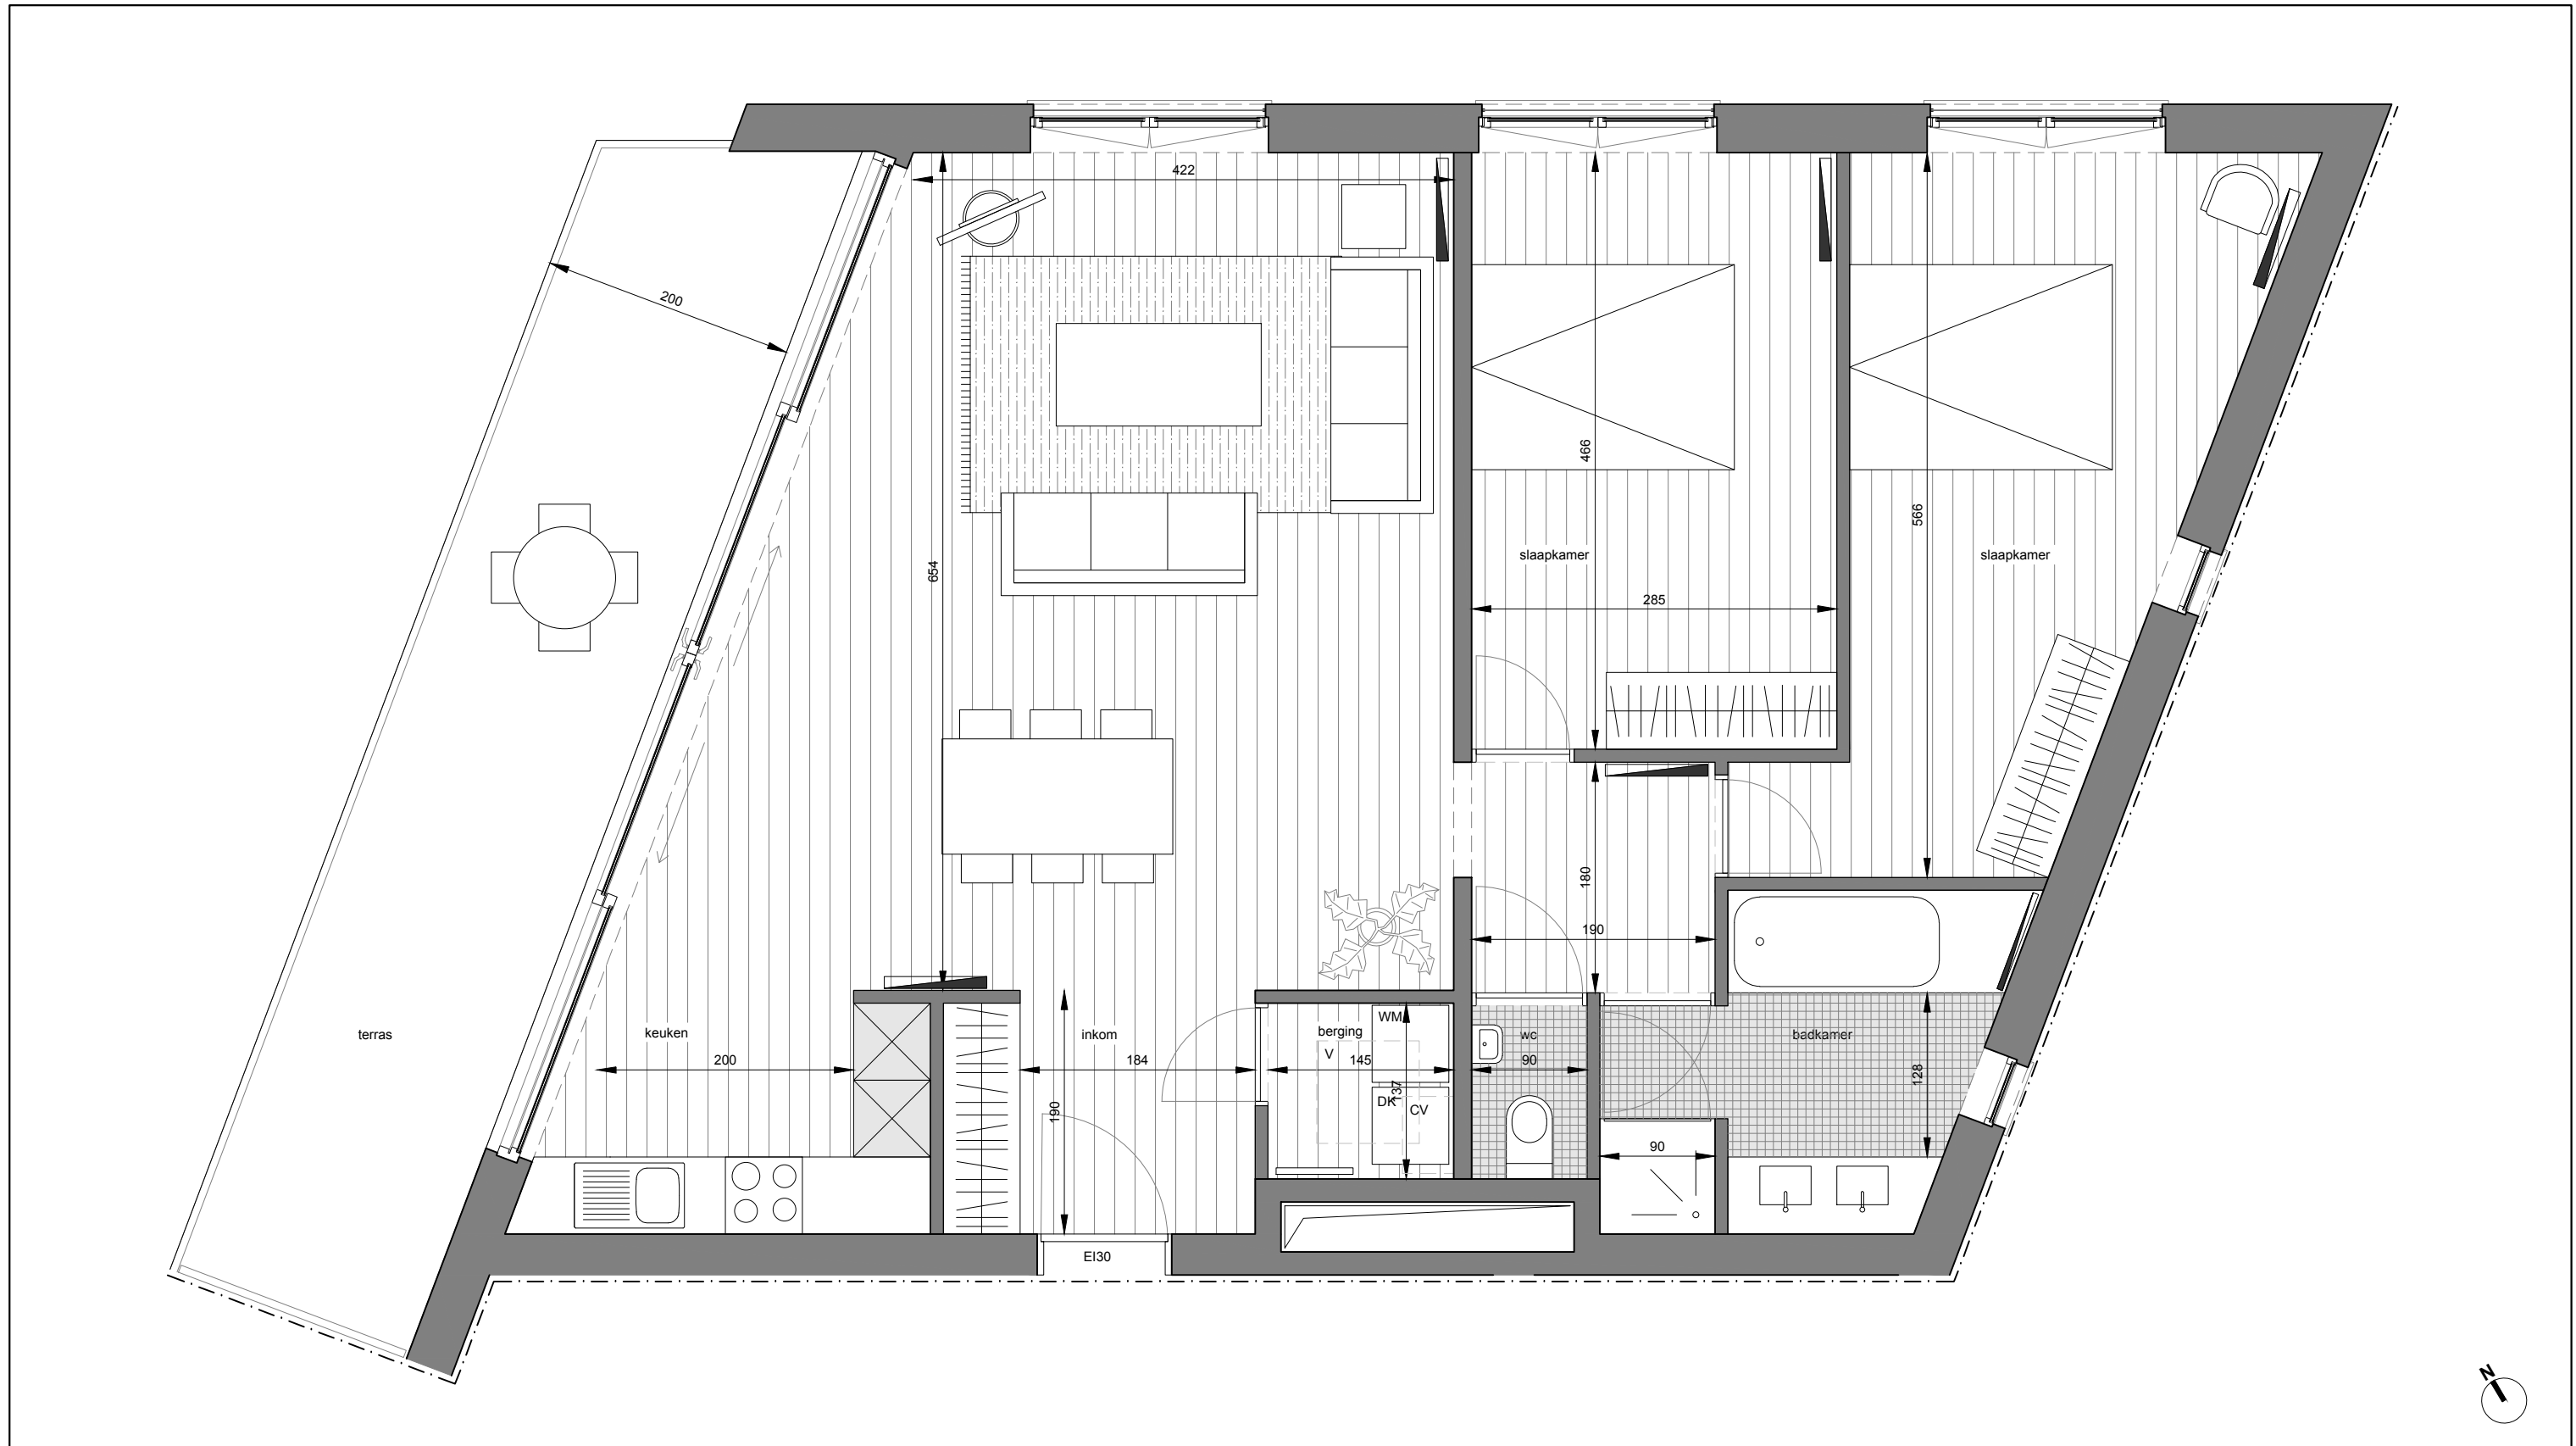 422
200
466
566
654
slaapkamer
slaapkamer
285
180
190
terras
keuken
200
inkom
184
190
berging
V
145
WM
137
DK
CV
wc
90
badkamer
128
90
EI30
N